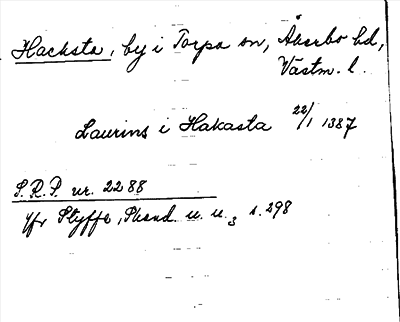 Hacksta, by i Torpa sn, Åkerbo hd,
Västm. l.
Laurins i Hakasta 22/1 1387
S.R.P. nr. 2288
jfr Styffe, Skand. u. u.3 s. 298